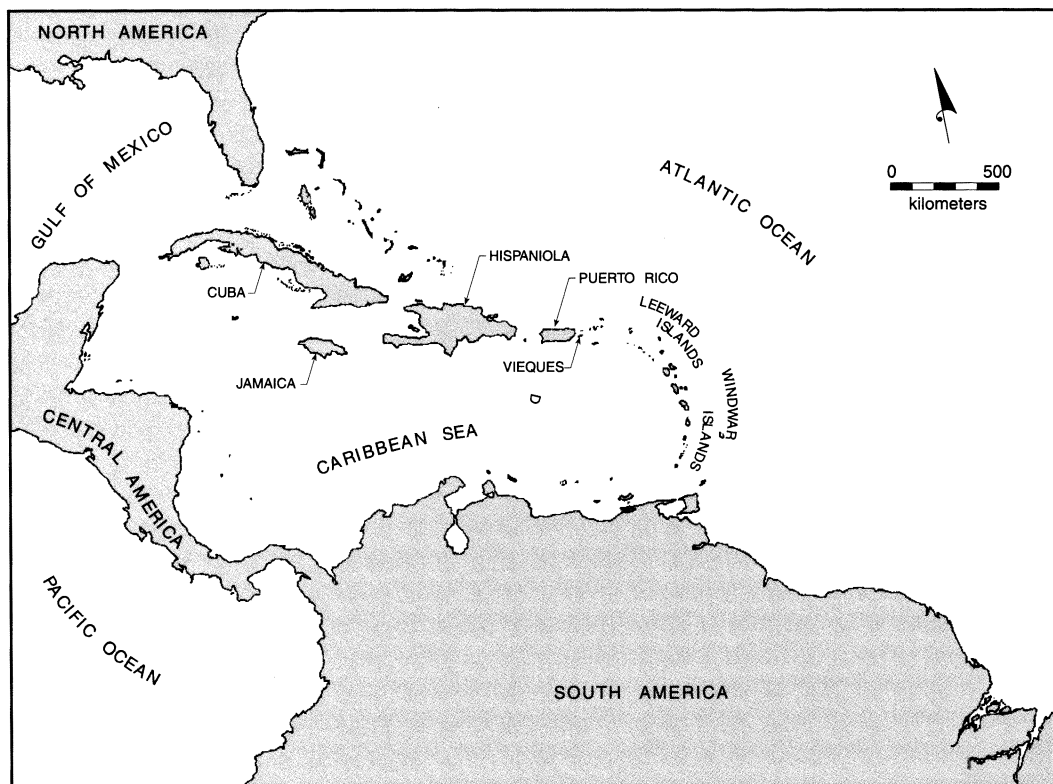 NORTH AMERICA
GULF OF MEXICO
ATLANTIC OCEAN
0 500
kilometers
HISPANIOLA
PUERTO RICO
CUBA
LEEWARD
ISLANDS
VIEQUES
JAMAICA
WINDWAR
ISLANDS
CENTRAL AMERICA
CARIBBEAN SEA
PACIFIC OCEAN
SOUTH AMERICA